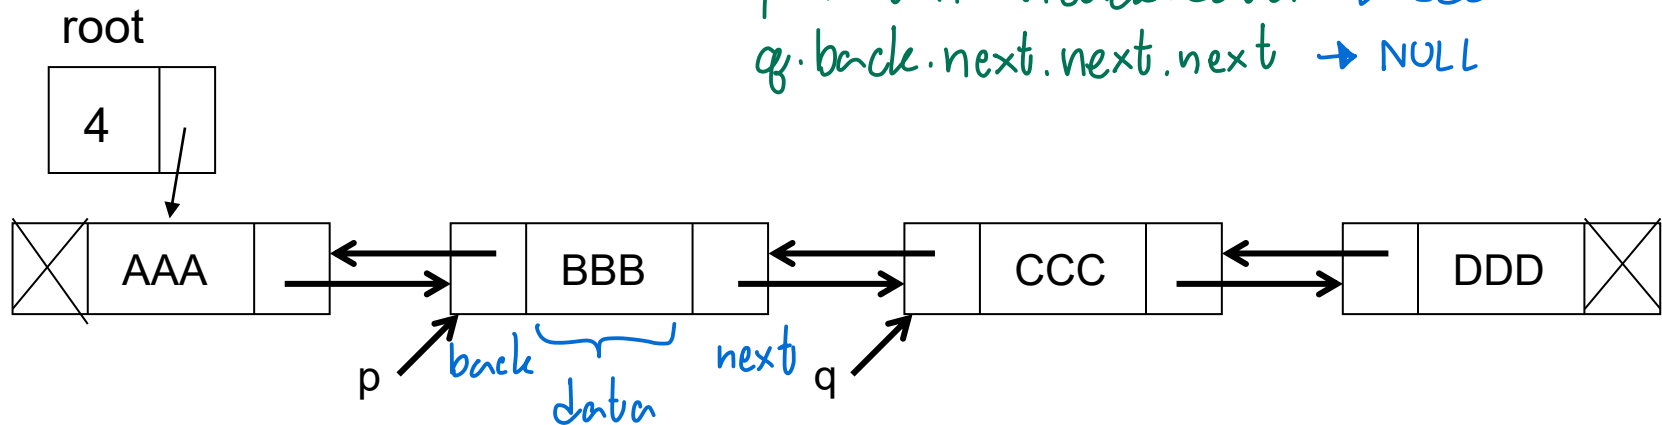 root
q.back.next.next.next → NULL
4
AAA BBB CCC DDD
p back data next q